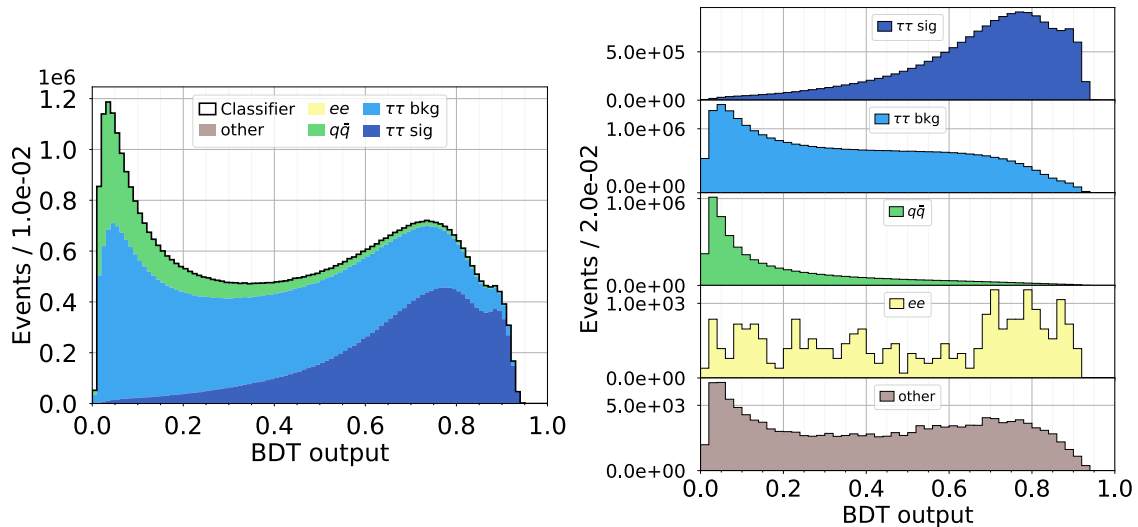 1e6
Events / 1.0e-02
1.2
1.0
0.8
0.6
0.4
0.2
0.0
Classifier
other
ee
qq̄
ττ bkg
ττ sig
0.0 0.2 0.4 0.6 0.8 1.0
BDT output
Events / 2.0e-02
ττ sig
5.0e+05
0.0e+00
ττ bkg
1.0e+06
0.0e+00
qq̄
1.0e+06
0.0e+00
ee
1.0e+03
0.0e+00
other
5.0e+03
0.0e+00
0.0 0.2 0.4 0.6 0.8 1.0
BDT output